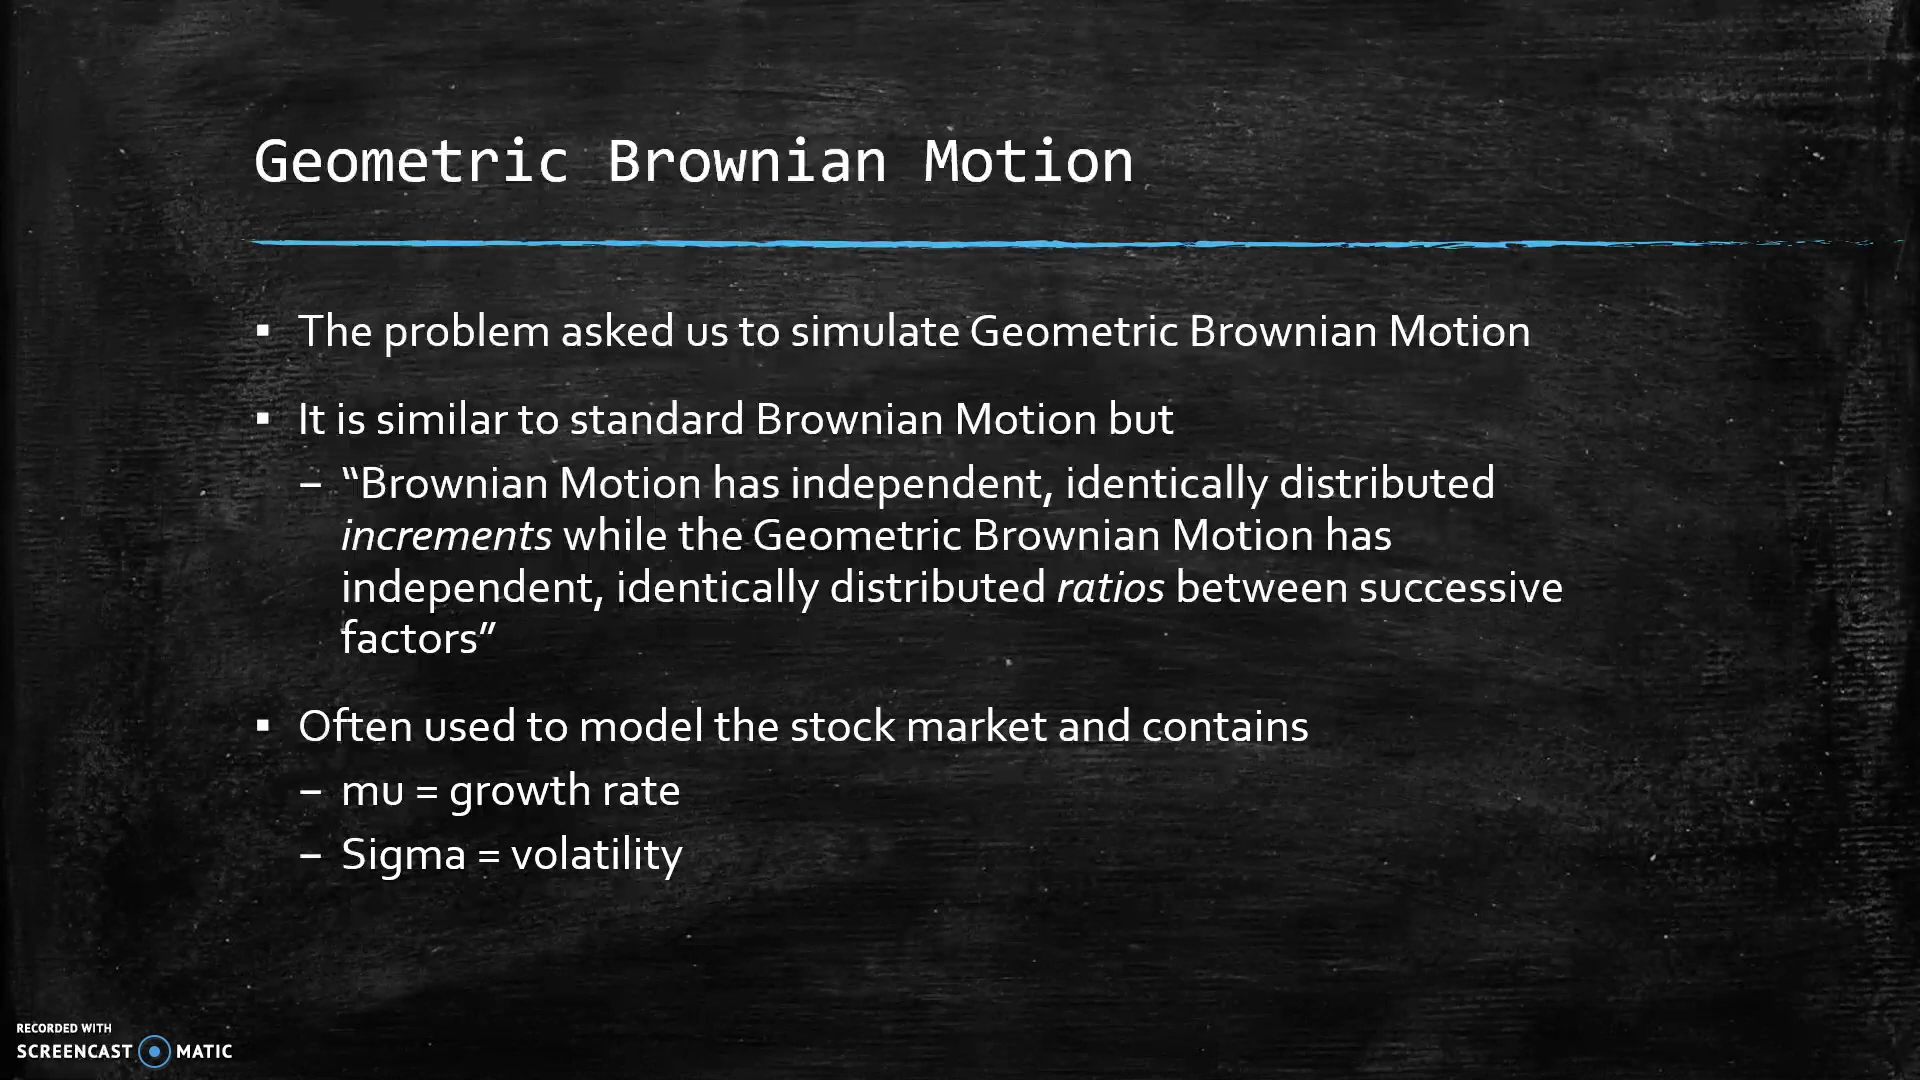 Geometric Brownian Motion
▪ The problem asked us to simulate Geometric Brownian Motion
▪ It is similar to standard Brownian Motion but
– “Brownian Motion has independent, identically distributed
increments while the Geometric Brownian Motion has
independent, identically distributed ratios between successive
factors”
▪ Often used to model the stock market and contains
– mu = growth rate
– Sigma = volatility
RECORDED WITH
SCREENCAST MATIC